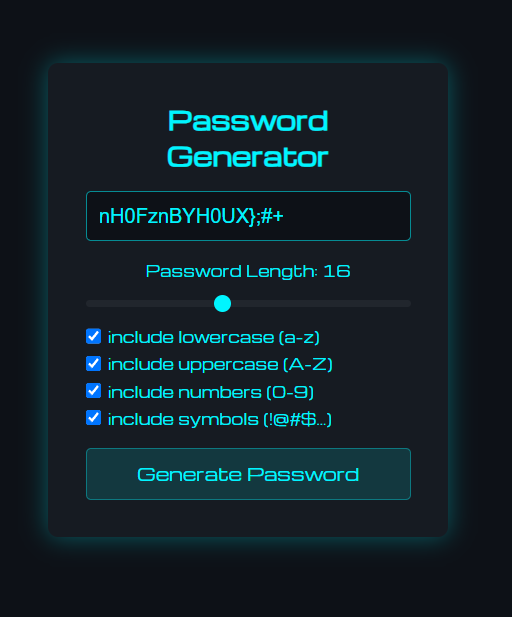 Password
Generator
nH0FznBYH0UX};#+
Password Length: 16
include lowercase (a-z)
include uppercase (A-Z)
include numbers (0-9)
include symbols (!@#$...)
Generate Password